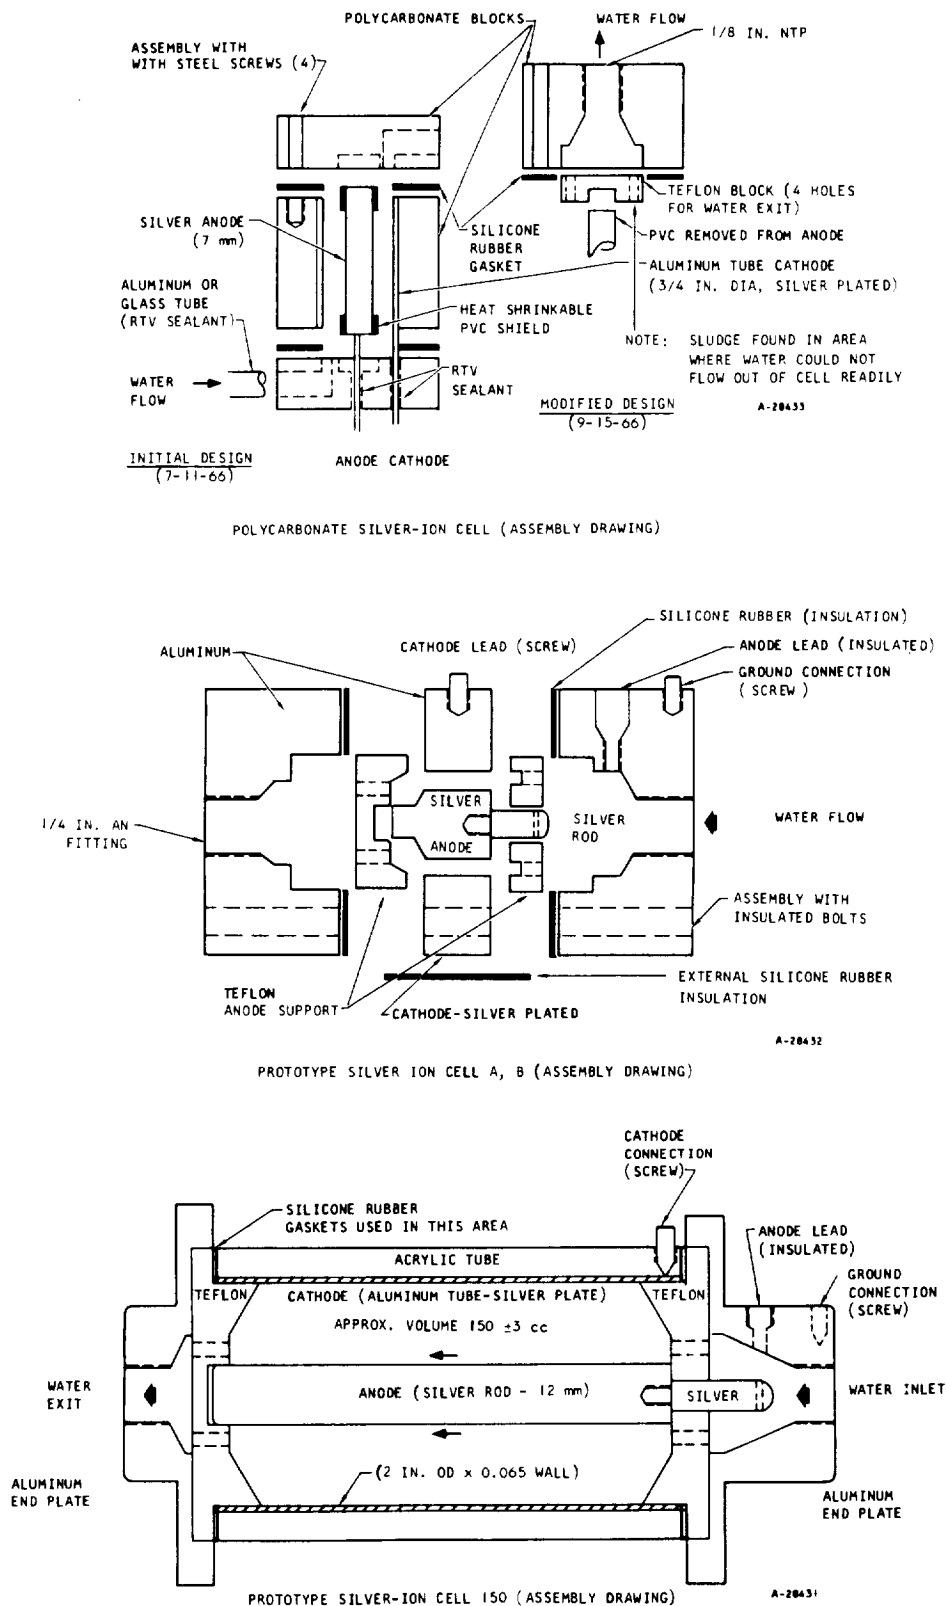 POLYCARBONATE BLOCKS
WATER FLOW
1/8 IN. NTP
ASSEMBLY WITH
WITH STEEL SCREWS (4)
TEFLON BLOCK (4 HOLES
FOR WATER EXIT)
SILVER ANODE
(7 mm)
SILICONE
RUBBER
GASKET
PVC REMOVED FROM ANODE
ALUMINUM TUBE CATHODE
(3/4 IN. DIA, SILVER PLATED)
ALUMINUM OR
GLASS TUBE
(RTV SEALANT)
HEAT SHRINKABLE
PVC SHIELD
NOTE: SLUDGE FOUND IN AREA
WHERE WATER COULD NOT
FLOW OUT OF CELL READILY
WATER
FLOW
RTV
SEALANT
MODIFIED DESIGN
(9-15-66)
A-28433
INITIAL DESIGN
(7-11-66)
ANODE CATHODE
POLYCARBONATE SILVER-ION CELL (ASSEMBLY DRAWING)
SILICONE RUBBER (INSULATION)
ALUMINUM
CATHODE LEAD (SCREW)
ANODE LEAD (INSULATED)
GROUND CONNECTION
(SCREW)
1/4 IN. AN
FITTING
SILVER
ANODE
SILVER
ROD
WATER FLOW
ASSEMBLY WITH
INSULATED BOLTS
TEFLON
ANODE SUPPORT
CATHODE-SILVER PLATED
EXTERNAL SILICONE RUBBER
INSULATION
A-28432
PROTOTYPE SILVER ION CELL A, B (ASSEMBLY DRAWING)
CATHODE
CONNECTION
(SCREW)
SILICONE RUBBER
GASKETS USED IN THIS AREA
ANODE LEAD
(INSULATED)
ACRYLIC TUBE
GROUND
CONNECTION
(SCREW)
TEFLON
CATHODE (ALUMINUM TUBE-SILVER PLATE)
TEFLON
APPROX. VOLUME 150 ±3 cc
WATER
EXIT
ANODE (SILVER ROD - 12 mm)
SILVER
WATER INLET
(2 IN. OD x 0.065 WALL)
ALUMINUM
END PLATE
ALUMINUM
END PLATE
PROTOTYPE SILVER-ION CELL 150 (ASSEMBLY DRAWING)
A-28431